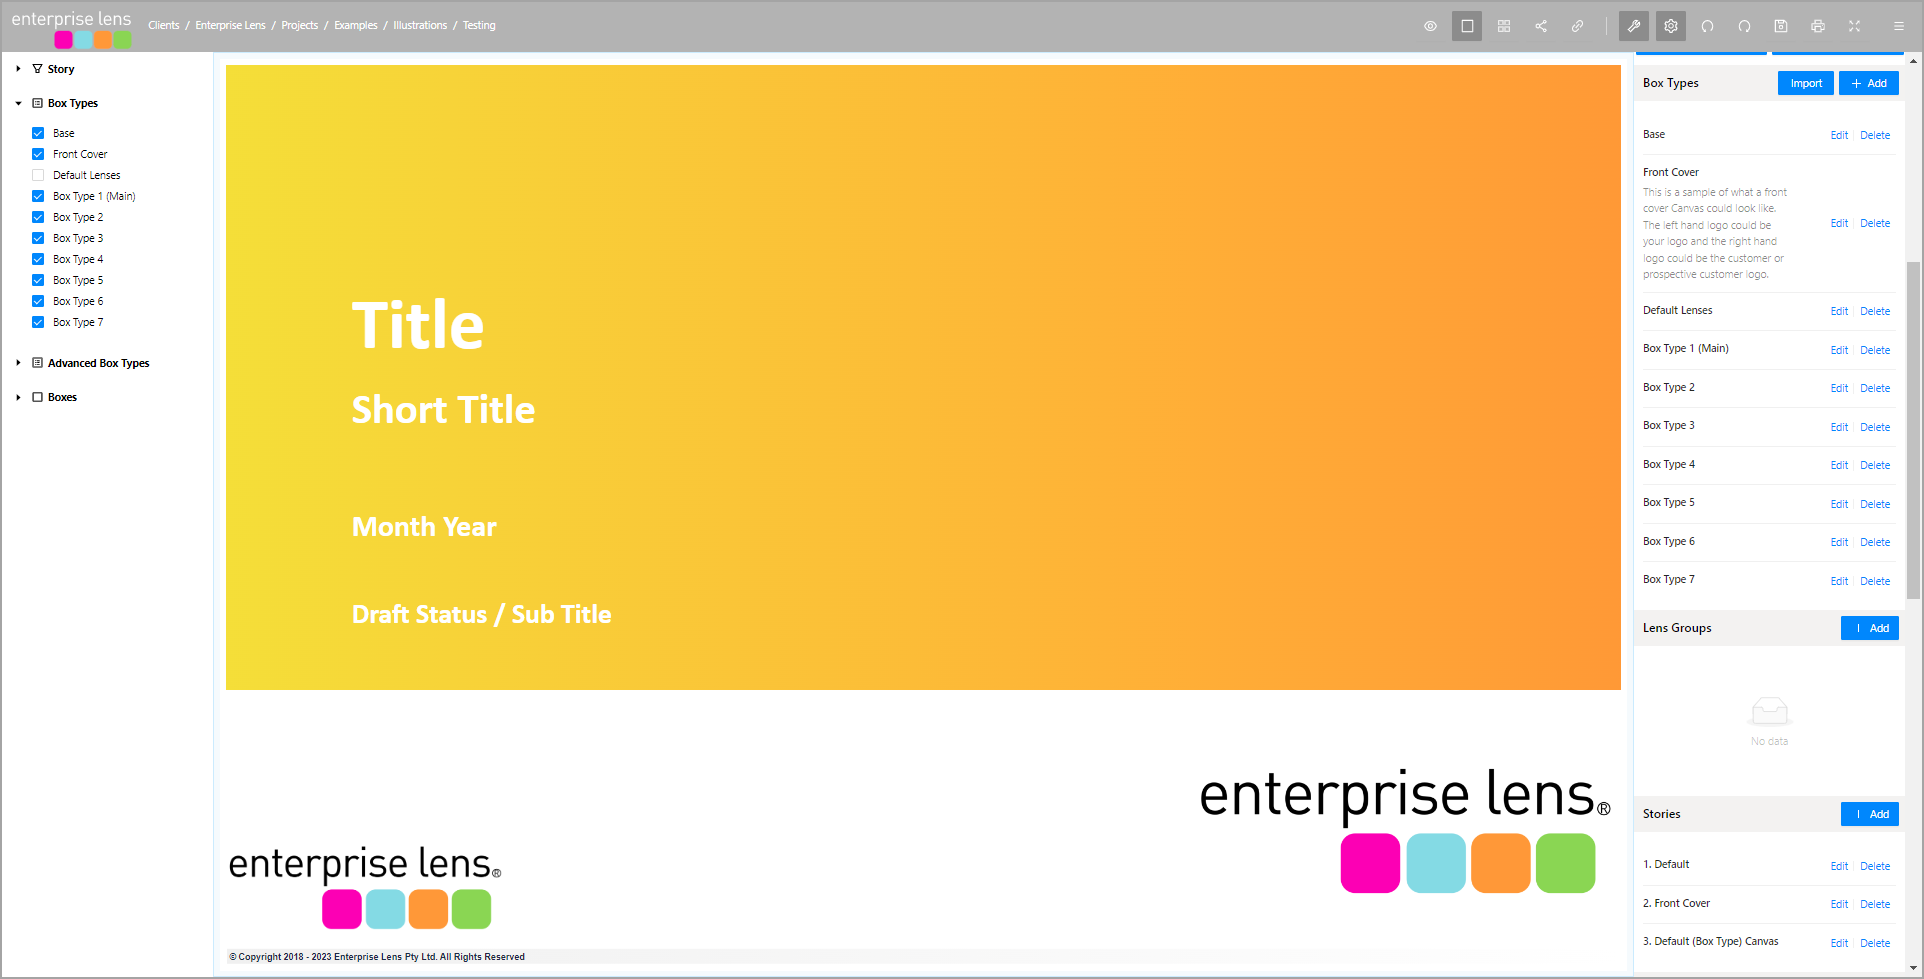 enterprise lens
Clients / Enterprise Lens / Projects / Examples / Illustrations / Testing
Story
Box Types
Base
Front Cover
Default Lenses
Box Type 1 (Main)
Box Type 2
Box Type 3
Box Type 4
Box Type 5
Box Type 6
Box Type 7
Advanced Box Types
Boxes
Title
Short Title
Month Year
Draft Status / Sub Title
enterprise lens®
enterprise lens®
© Copyright 2018 - 2023 Enterprise Lens Pty Ltd. All Rights Reserved
Box Types Import + Add
Base Edit Delete
Front Cover
This is a sample of what a front
cover Canvas could look like.
The left hand logo could be
your logo and the right hand
logo could be the customer or
prospective customer logo.
Edit Delete
Default Lenses Edit Delete
Box Type 1 (Main) Edit Delete
Box Type 2 Edit Delete
Box Type 3 Edit Delete
Box Type 4 Edit Delete
Box Type 5 Edit Delete
Box Type 6 Edit Delete
Box Type 7 Edit Delete
Lens Groups Add
No data
Stories Add
1. Default Edit Delete
2. Front Cover Edit Delete
3. Default (Box Type) Canvas Edit Delete